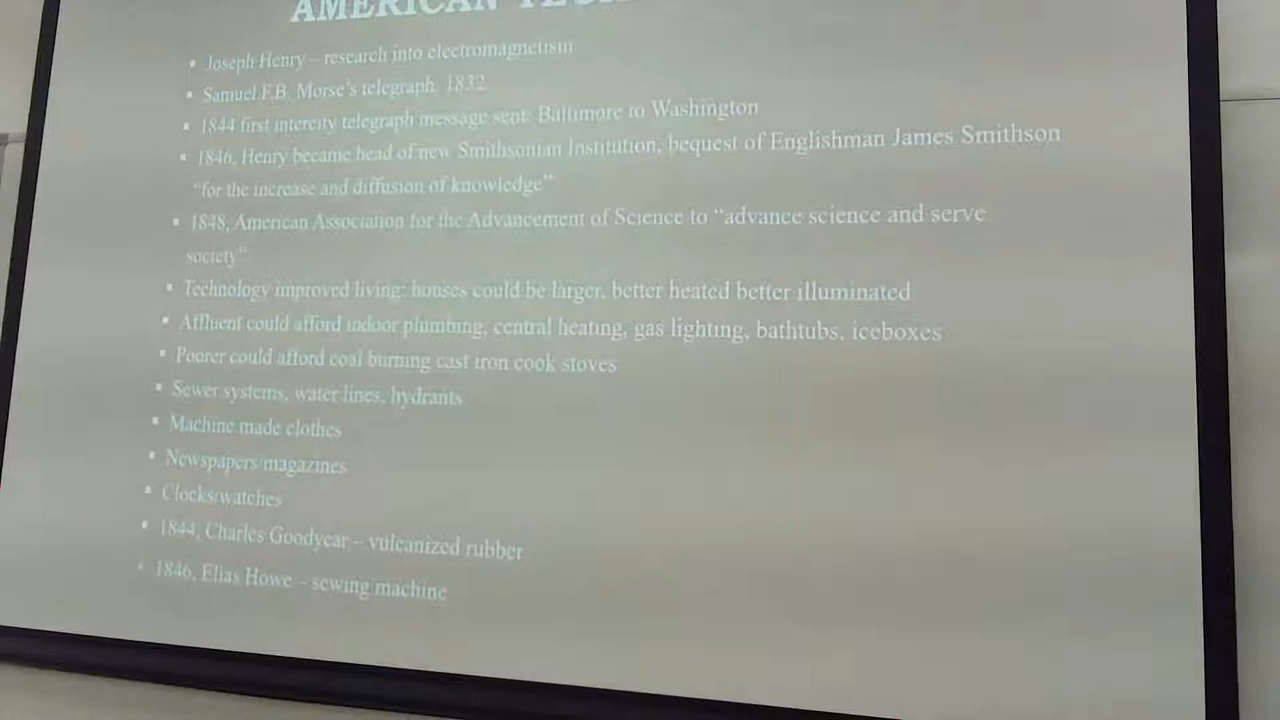 AMERICAN
▪ Joseph Henry – research into electromagnetism
▪ Samuel F.B. Morse's telegraph, 1832
▪ 1844 first intercity telegraph message sent: Baltimore to Washington
▪ 1846, Henry became head of new Smithsonian Institution, bequest of Englishman James Smithson
"for the increase and diffusion of knowledge"
▪ 1848, American Association for the Advancement of Science to "advance science and serve
society"
▪ Technology improved living: houses could be larger, better heated better illuminated
▪ Affluent could afford indoor plumbing, central heating, gas lighting, bathtubs, iceboxes
▪ Poorer could afford coal burning cast iron cook stoves
▪ Sewer systems, water lines, hydrants
▪ Machine made clothes
▪ Newspapers/magazines
▪ Clocks/watches
▪ 1844, Charles Goodyear – vulcanized rubber
▪ 1846, Elias Howe - sewing machine